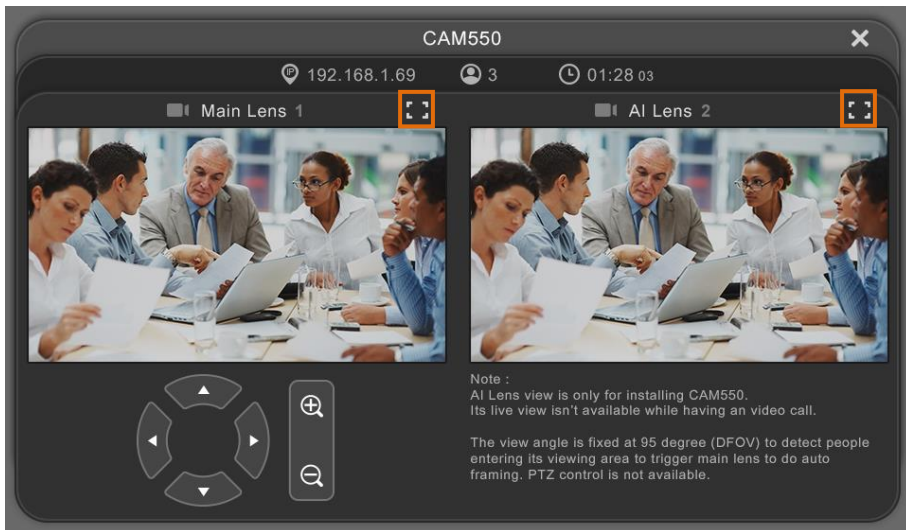 CAM550
IP 192.168.1.69 3 01:28 03
Main Lens 1
AI Lens 2
Note :
AI Lens view is only for installing CAM550.
Its live view isn't available while having an video call.
The view angle is fixed at 95 degree (DFOV) to detect people
entering its viewing area to trigger main lens to do auto
framing. PTZ control is not available.